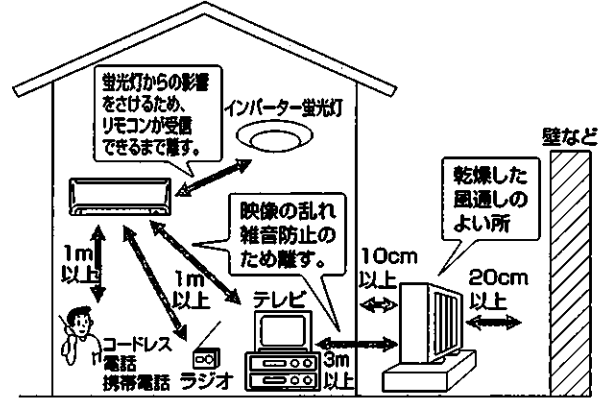 蛍光灯からの影響
をさけるため、
リモコンが受信
できるまで離す。
インバーター蛍光灯
壁など
乾燥した
風通しの
よい所
映像の乱れ
雑音防止の
ため離す。
1m
以上
1m
以上
10cm
以上
20cm
以上
テレビ
コードレス
電話
携帯電話
ラジオ
3m
以上